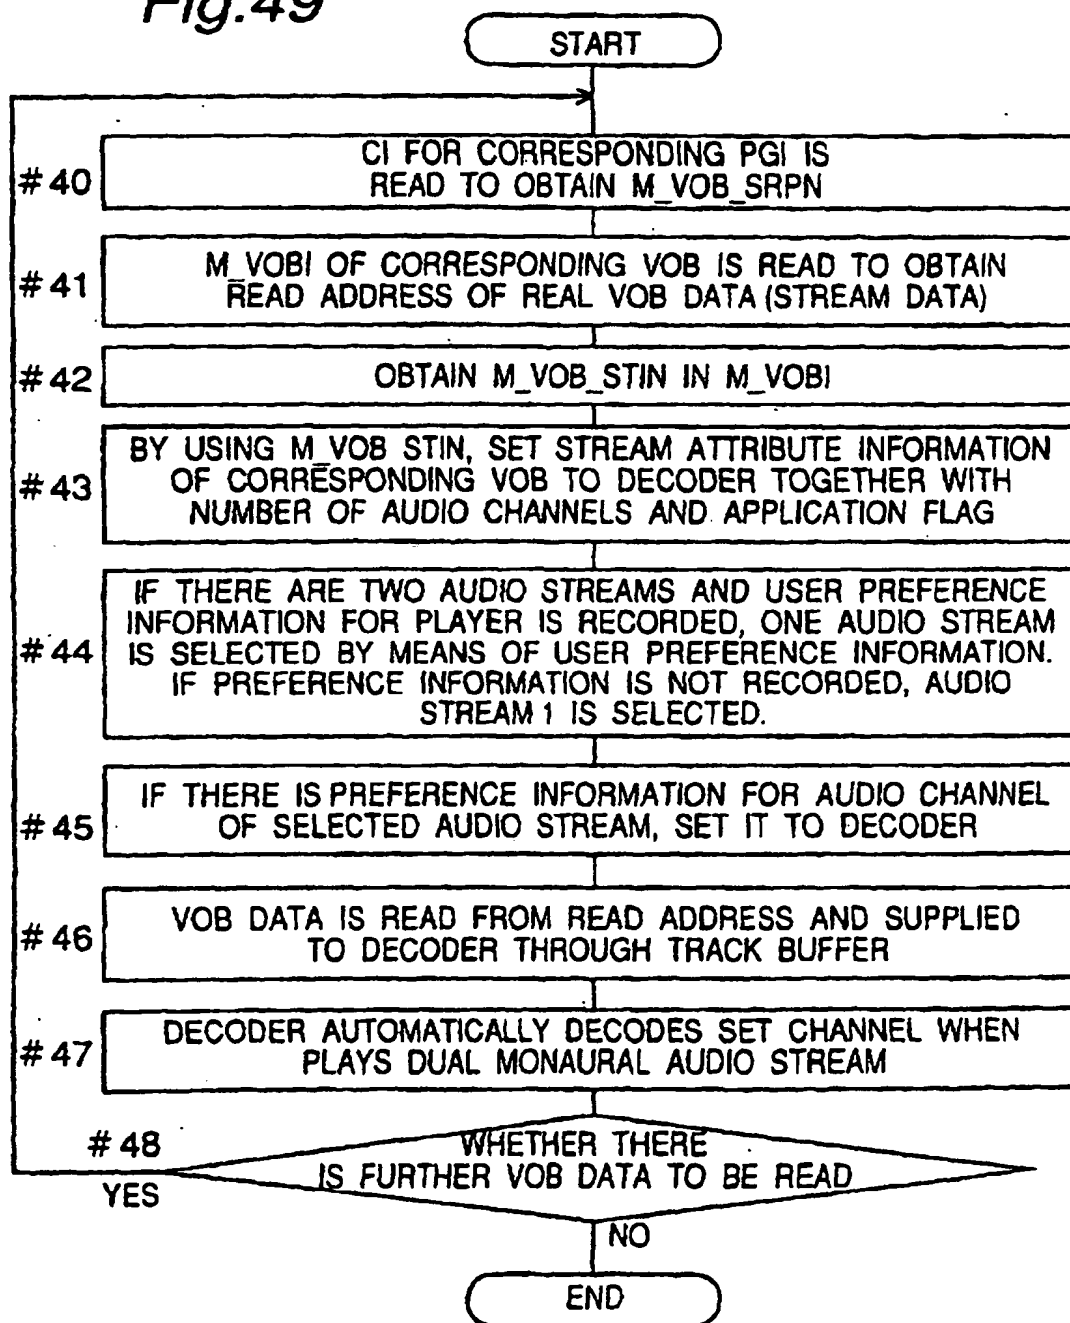 Fig.49
START
#40
CI FOR CORRESPONDING PGI IS
READ TO OBTAIN M_VOB_SRPN
#41
M_VOBI OF CORRESPONDING VOB IS READ TO OBTAIN
READ ADDRESS OF REAL VOB DATA (STREAM DATA)
#42
OBTAIN M_VOB_STIN IN M_VOBI
#43
BY USING M_VOB STIN, SET STREAM ATTRIBUTE INFORMATION
OF CORRESPONDING VOB TO DECODER TOGETHER WITH
NUMBER OF AUDIO CHANNELS AND APPLICATION FLAG
#44
IF THERE ARE TWO AUDIO STREAMS AND USER PREFERENCE
INFORMATION FOR PLAYER IS RECORDED, ONE AUDIO STREAM
IS SELECTED BY MEANS OF USER PREFERENCE INFORMATION.
IF PREFERENCE INFORMATION IS NOT RECORDED, AUDIO
STREAM 1 IS SELECTED.
#45
IF THERE IS PREFERENCE INFORMATION FOR AUDIO CHANNEL
OF SELECTED AUDIO STREAM, SET IT TO DECODER
#46
VOB DATA IS READ FROM READ ADDRESS AND SUPPLIED
TO DECODER THROUGH TRACK BUFFER
#47
DECODER AUTOMATICALLY DECODES SET CHANNEL WHEN
PLAYS DUAL MONAURAL AUDIO STREAM
#48
WHETHER THERE
IS FURTHER VOB DATA TO BE READ
YES
NO
END